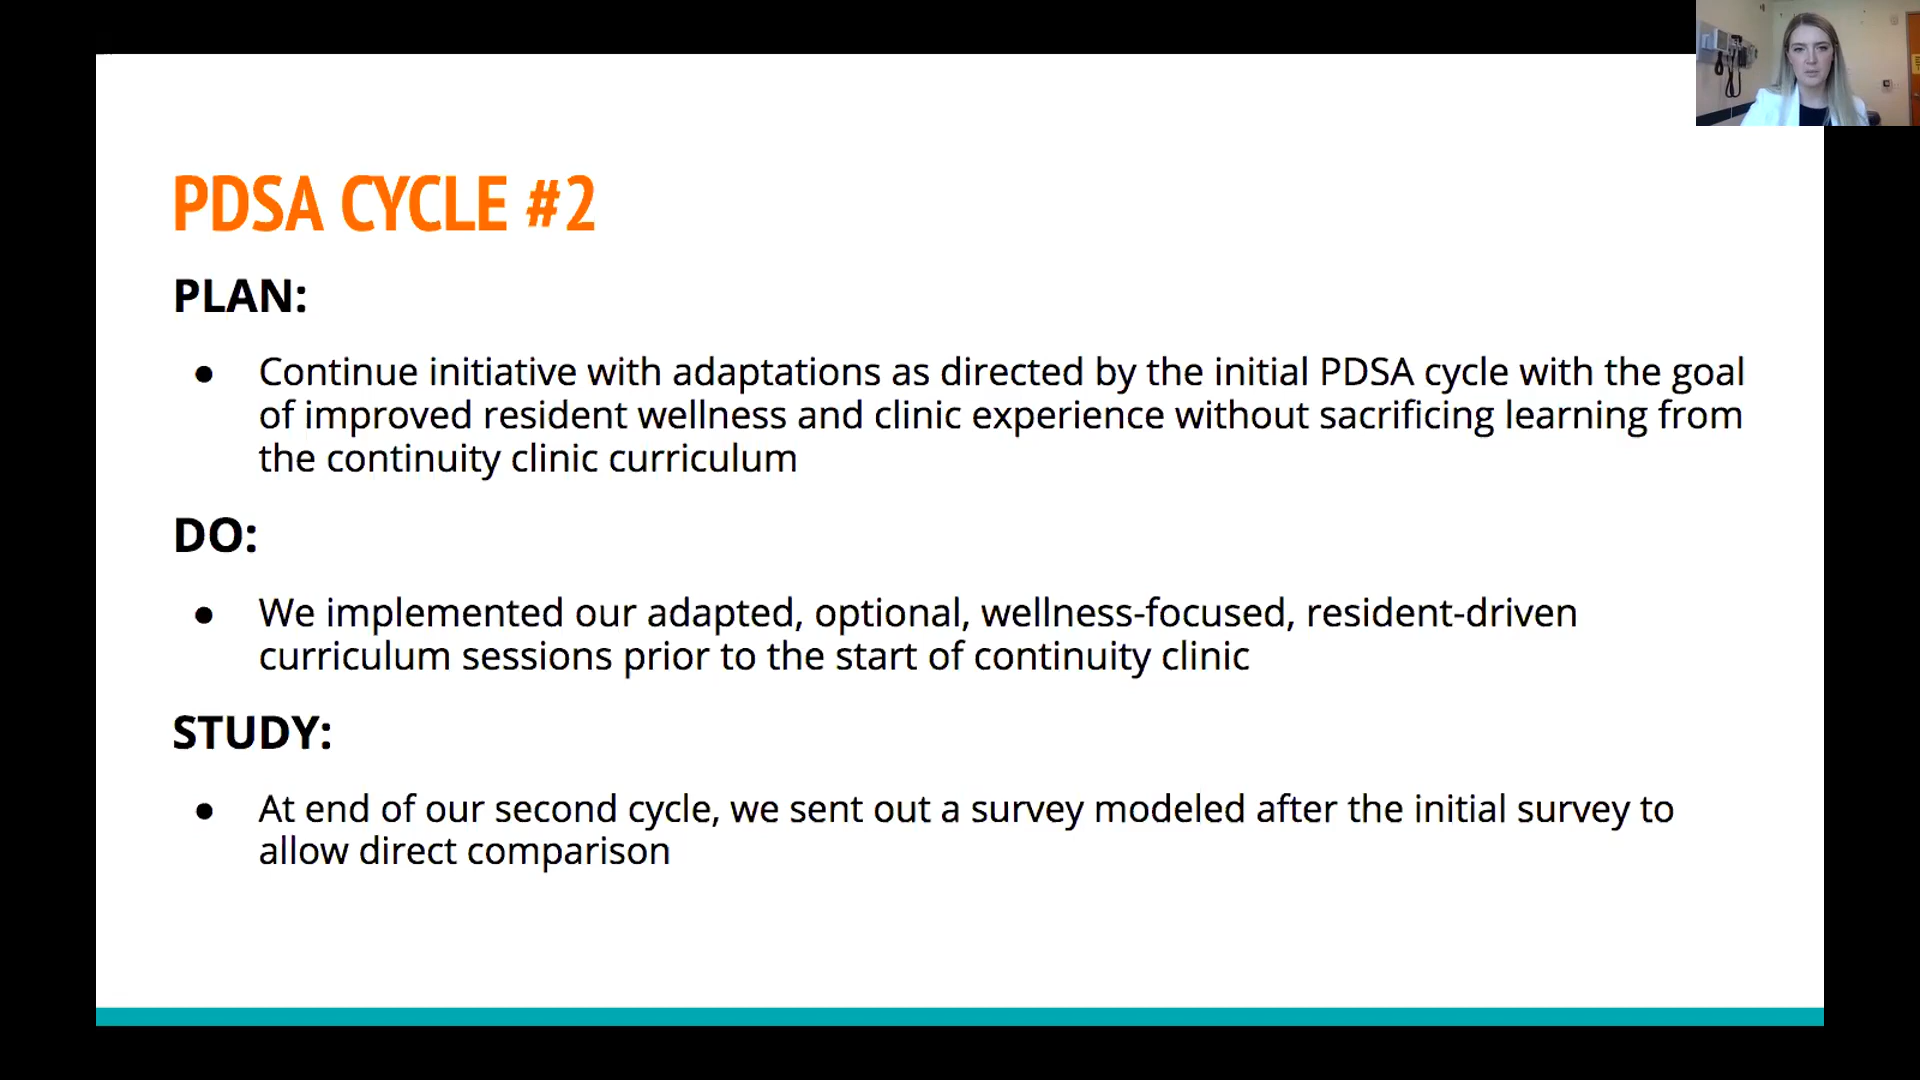 PDSA CYCLE #2
PLAN:
● Continue initiative with adaptations as directed by the initial PDSA cycle with the goal
of improved resident wellness and clinic experience without sacrificing learning from
the continuity clinic curriculum
DO:
● We implemented our adapted, optional, wellness-focused, resident-driven
curriculum sessions prior to the start of continuity clinic
STUDY:
● At end of our second cycle, we sent out a survey modeled after the initial survey to
allow direct comparison